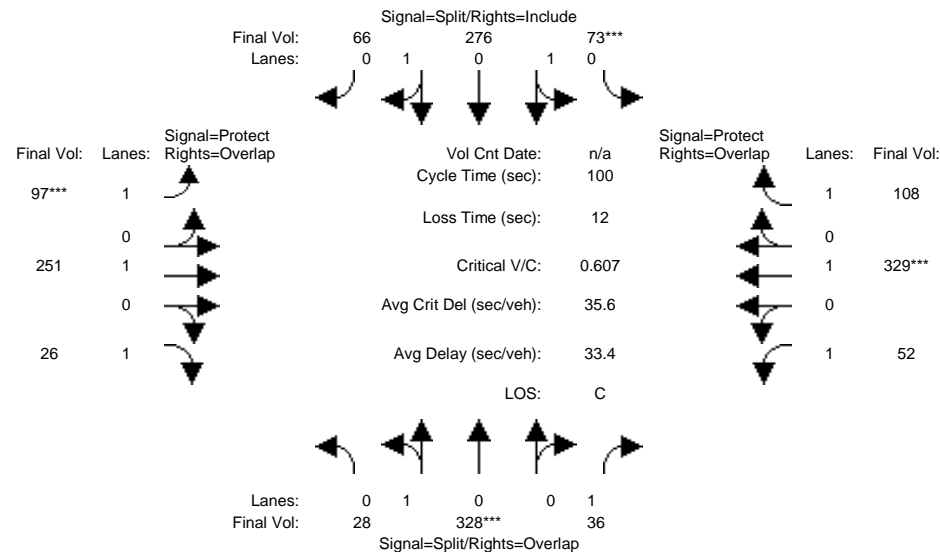 Signal=Split/Rights=Include
Final Vol: 66 276 73***
Lanes: 0 1 0 1 0
Signal=Protect Signal=Protect
Final Vol: Lanes: Rights=Overlap Vol Cnt Date: n/a Rights=Overlap Lanes: Final Vol:
Cycle Time (sec): 100
97*** 1 1 108
Loss Time (sec): 12
0 0
251 1 Critical V/C: 0.607 1 329***
0 Avg Crit Del (sec/veh): 35.6 0
26 1 Avg Delay (sec/veh): 33.4 1 52
LOS: C
Lanes: 0 1 0 0 1
Final Vol: 28 328*** 36
Signal=Split/Rights=Overlap